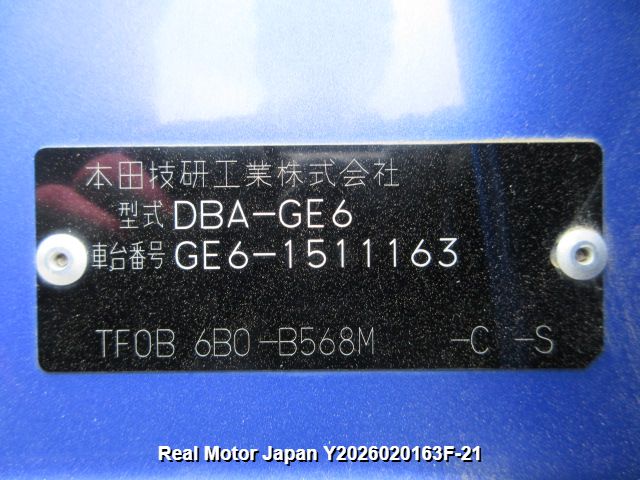 本田技研工業株式会社
型式 DBA-GE6
車台番号 GE6-1511163
TF0B 6B0-B568M -C -S
Real Motor Japan Y2026020163F-21